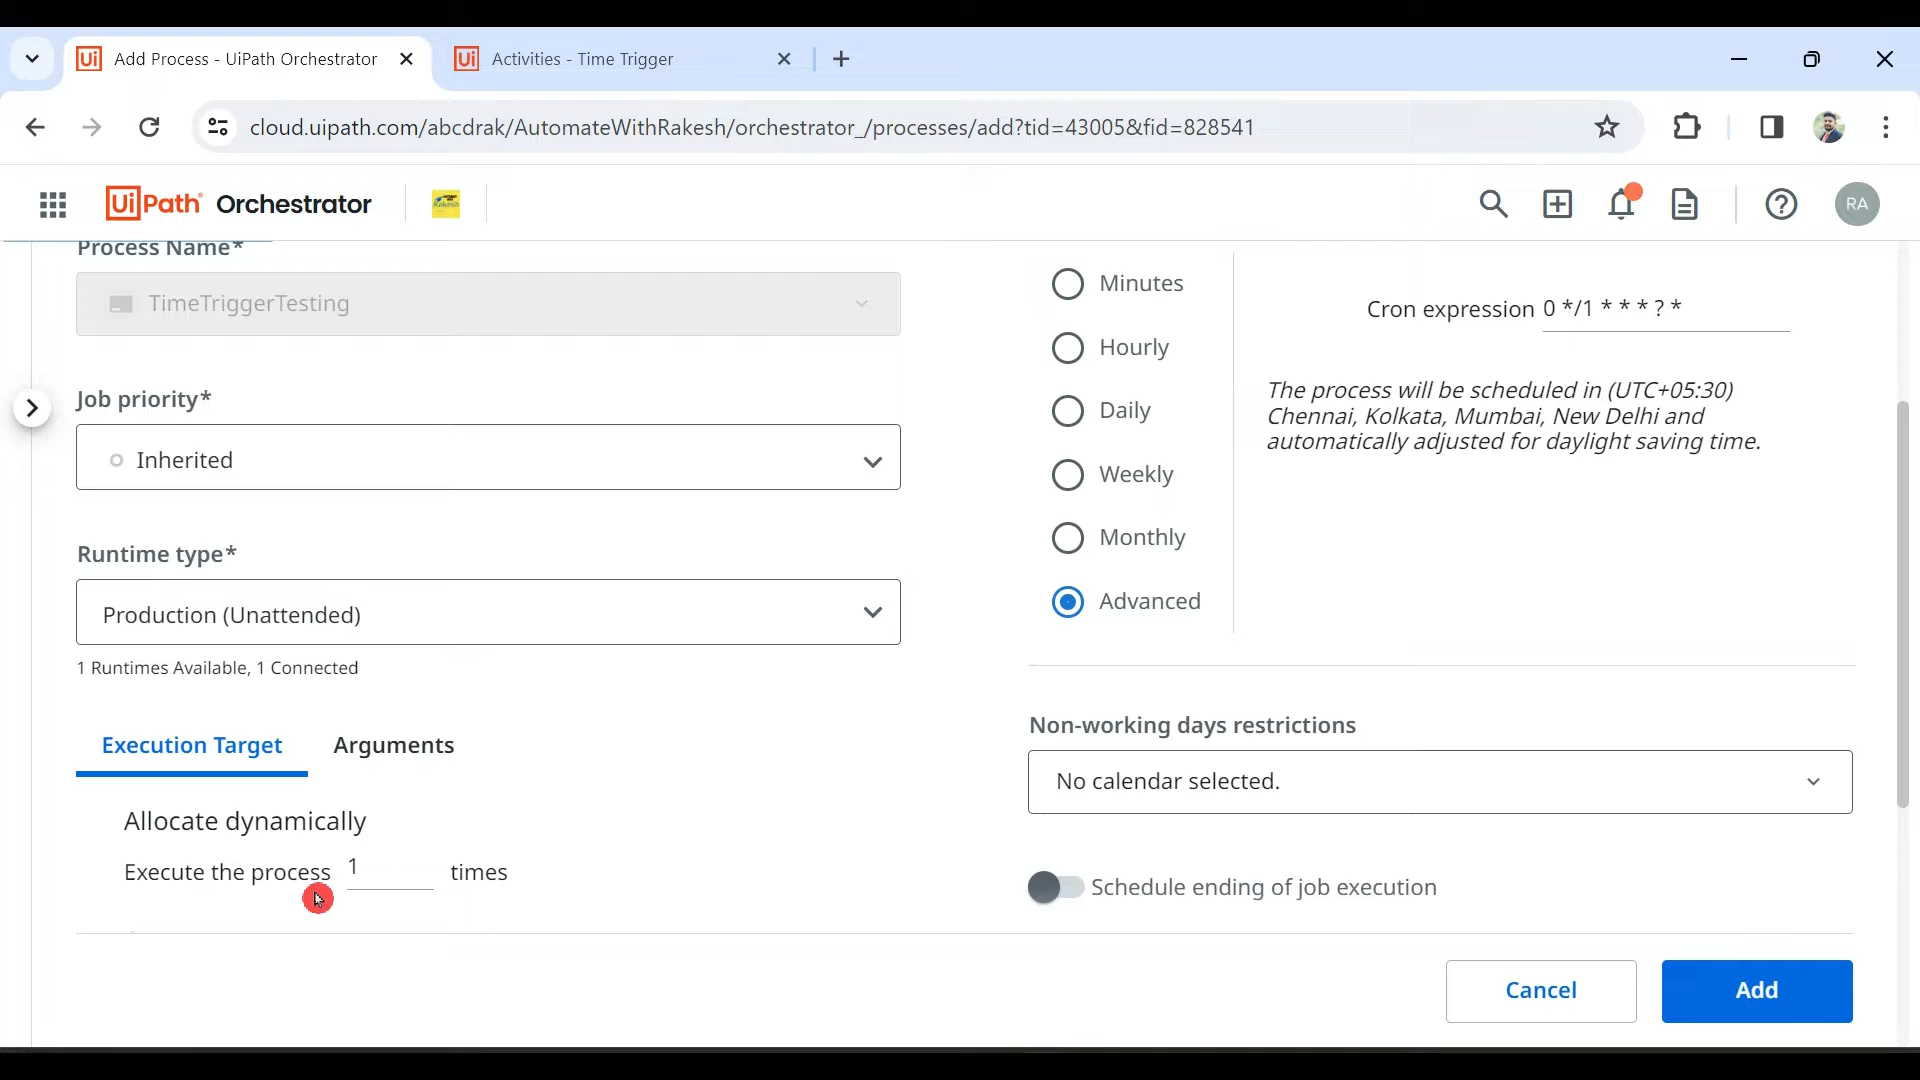 Add Process - UiPath Orchestrator
Activities - Time Trigger
cloud.uipath.com/abcdrak/AutomateWithRakesh/orchestrator_/processes/add?tid=43005&fid=828541
UiPath Orchestrator
RA
Process Name*
TimeTriggerTesting
Job priority*
Inherited
Runtime type*
Production (Unattended)
1 Runtimes Available, 1 Connected
Execution Target
Arguments
Allocate dynamically
Execute the process 1 times
Minutes
Hourly
Daily
Weekly
Monthly
Advanced
Cron expression 0 */1 * * * ? *
The process will be scheduled in (UTC+05:30)
Chennai, Kolkata, Mumbai, New Delhi and
automatically adjusted for daylight saving time.
Non-working days restrictions
No calendar selected.
Schedule ending of job execution
Cancel
Add